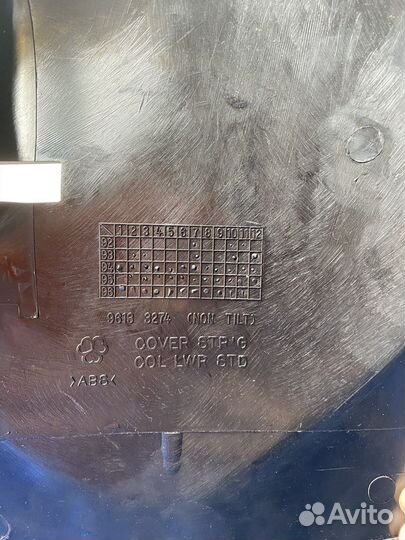 1 2 3 4 5 6 7 8 9 10 11 12
92
93
94
95
96
9613 3274 (NON TILT)
COVER STR'G
COL LWR STD
>ABS<
Avito